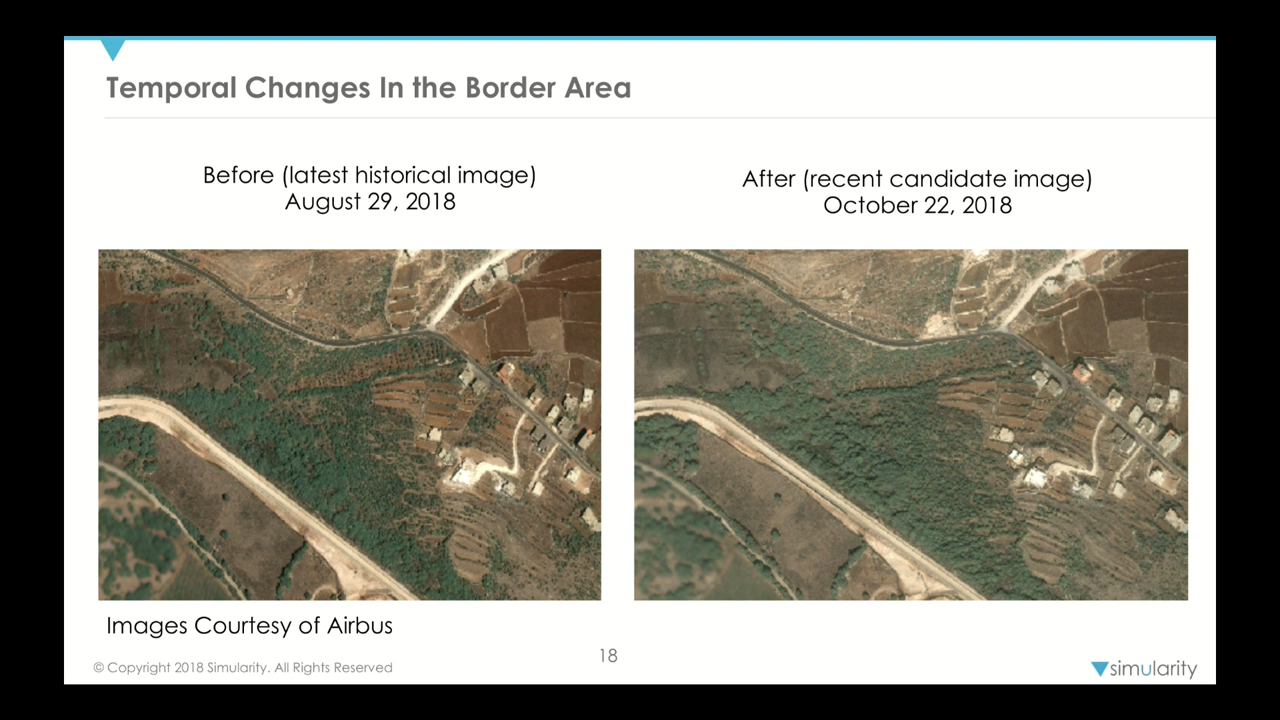 Temporal Changes In the Border Area
Before (latest historical image)
August 29, 2018
After (recent candidate image)
October 22, 2018
Images Courtesy of Airbus
18
© Copyright 2018 Simularity. All Rights Reserved
simularity